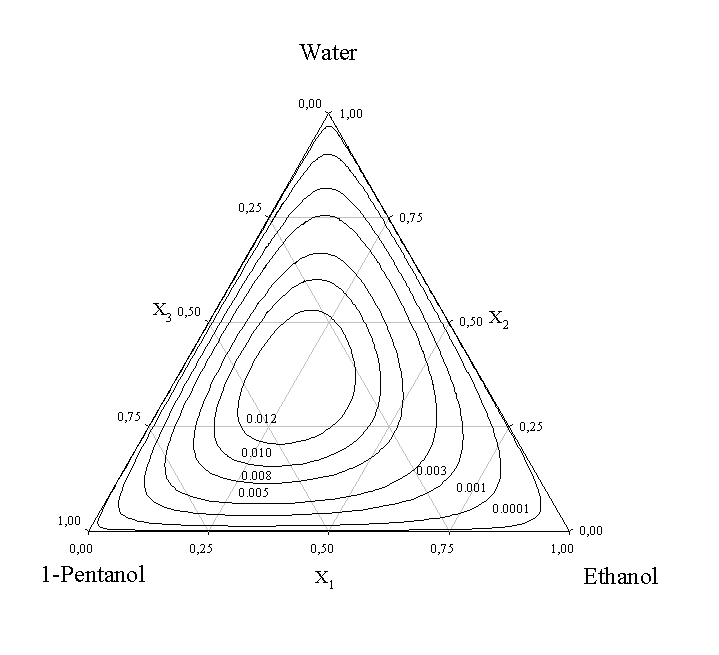 Water
0,00 1,00
0,25 0,75
X3 0,50 0,50 X2
0,75 0.012 0,25
0.010
0.008 0.003
0.005 0.001
0.0001
1,00 0,00
0,00 0,25 0,50 0,75 1,00
1-Pentanol X1 Ethanol